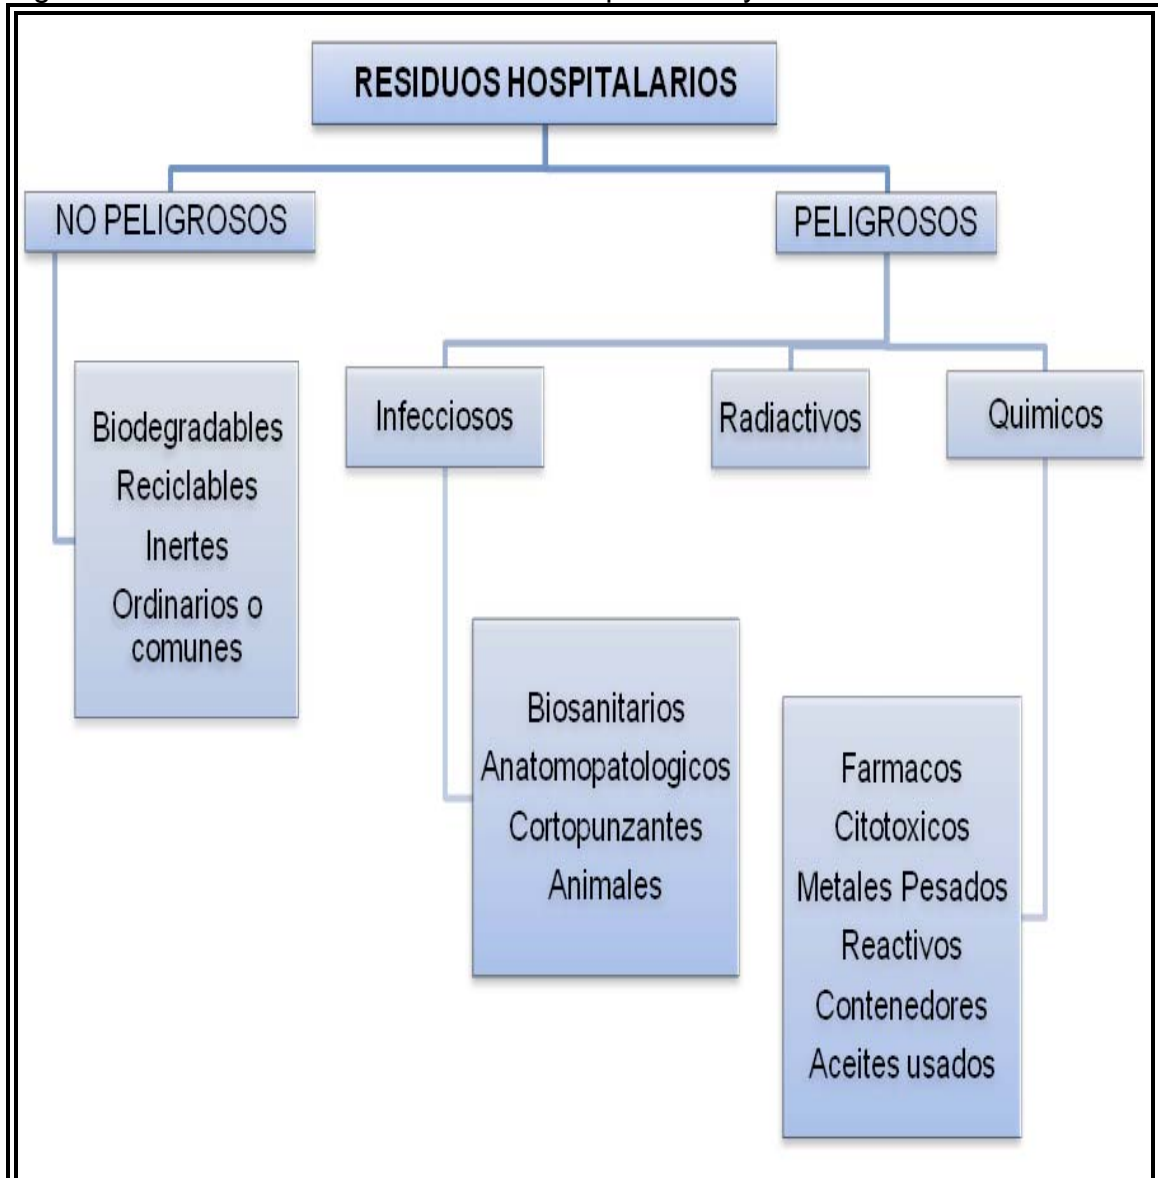 RESIDUOS HOSPITALARIOS
NO PELIGROSOS
PELIGROSOS
Biodegradables
Reciclables
Inertes
Ordinarios o
comunes
Infecciosos
Radiactivos
Quimicos
Biosanitarios
Anatomopatologicos
Cortopunzantes
Animales
Farmacos
Citotoxicos
Metales Pesados
Reactivos
Contenedores
Aceites usados